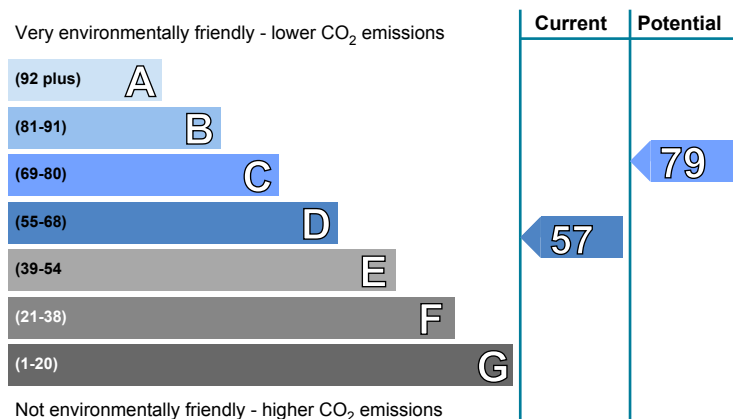 Very environmentally friendly - lower CO₂ emissions
Current
Potential
(92 plus) A
(81-91) B
(69-80) C
(55-68) D
(39-54 E
(21-38) F
(1-20) G
57
79
Not environmentally friendly - higher CO₂ emissions